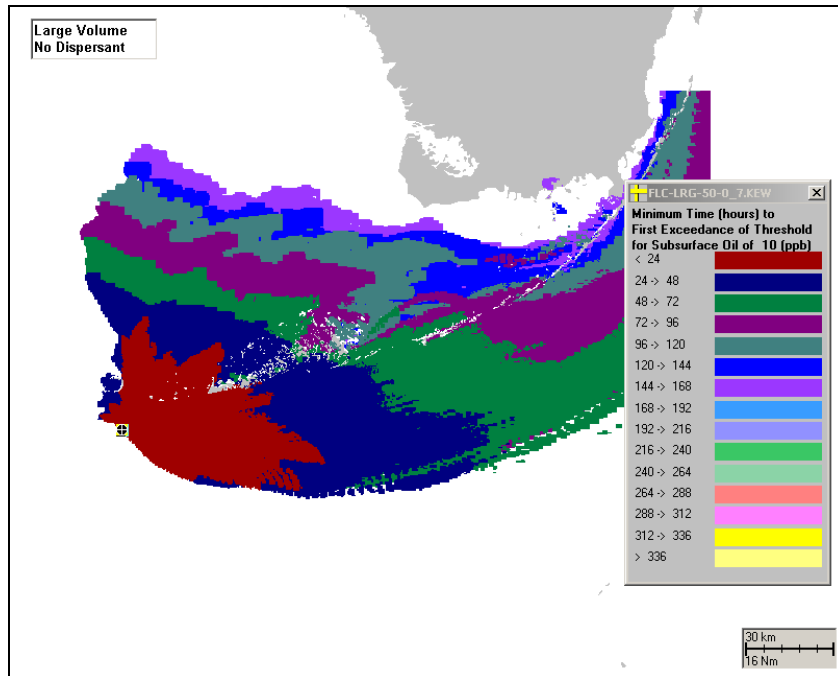 Large Volume
No Dispersant
FLC-LRG-50-0_7.KEW
Minimum Time (hours) to
First Exceedance of Threshold
for Subsurface Oil of 10 (ppb)
< 24
24 -> 48
48 -> 72
72 -> 96
96 -> 120
120 -> 144
144 -> 168
168 -> 192
192 -> 216
216 -> 240
240 -> 264
264 -> 288
288 -> 312
312 -> 336
> 336
30 km
16 Nm